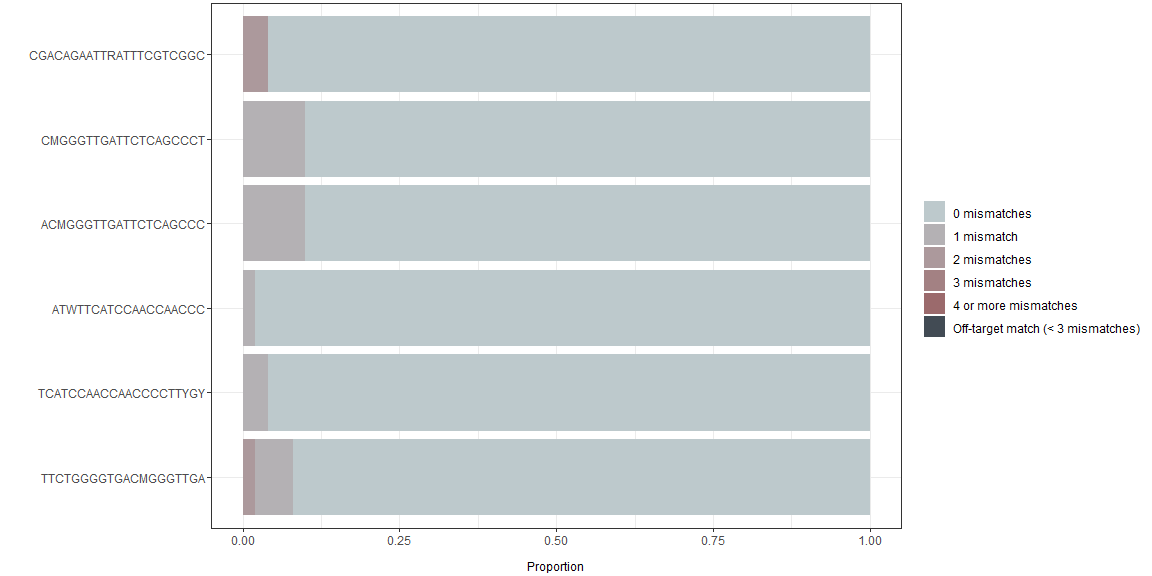 CGACAGAATTRATTTCGTCGGC
CMGGGTTGATTCTCAGCCCT
ACMGGGTTGATTCTCAGCCC
ATWTTCATCCAACCAACCC
TCATCCAACCAACCCCTTYGY
TTCTGGGGTGACMGGGTTGA
0.00 0.25 0.50 0.75 1.00
Proportion
0 mismatches
1 mismatch
2 mismatches
3 mismatches
4 or more mismatches
Off-target match (< 3 mismatches)